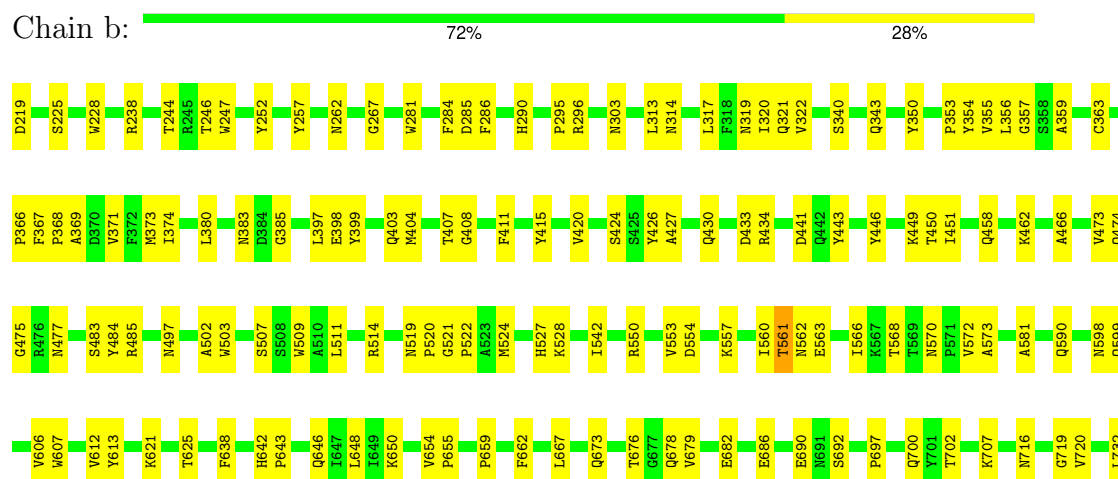 Chain b:
72% 28%
D219 S225 W228 R238 T244 R245 T246 W247 Y252 Y257 N262 G267 W281 F284 D285 F286 H290 P295 R296 N303 L313 N314 L317 F318 N319 I320 Q321 V322 S340 Q343 Y350 P353 Y354 V355 L356 G357 S358 A359 C363
P366 F367 P368 A369 D370 V371 F372 M373 I374 L380 N383 D384 G385 L397 E398 Y399 Q403 M404 T407 G408 F411 Y415 V420 S424 S425 Y426 A427 Q430 D433 R434 D441 Q442 Y443 Y446 K449 T450 I451 Q458 K462 A466 V473
G475 R476 N477 S483 Y484 R485 N497 A502 W503 S507 S508 W509 A510 L511 R514 N519 P520 G521 P522 A523 M524 H527 K528 I542 R550 V553 D554 K557 I560 T561 N562 E563 I566 K567 T568 T569 N570 P571 V572 A573 A581 Q590 N598
V606 W607 V612 Y613 K621 T625 F638 H642 P643 Q646 I647 L648 I649 K650 V654 P655 P659 F662 L667 Q673 T676 G677 Q678 V679 E682 E686 E690 N691 S692 P697 Q700 Y701 T702 K707 N716 G719 V720